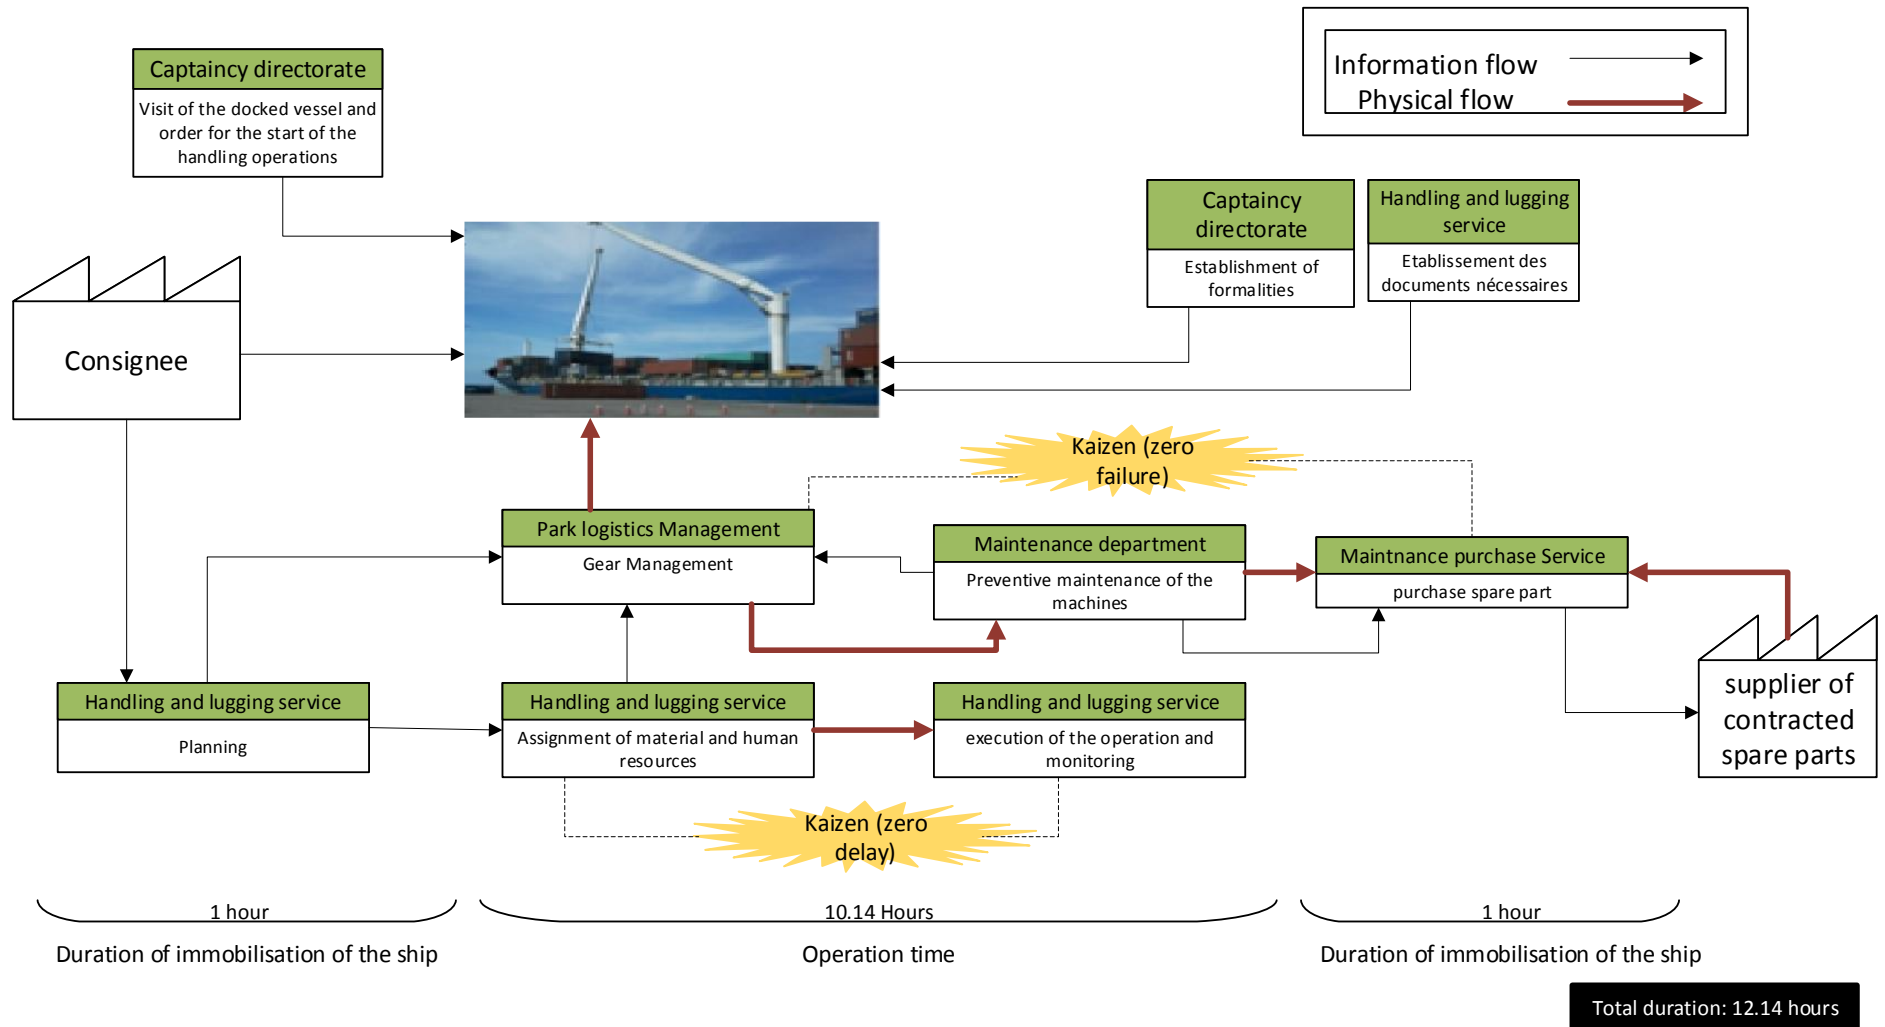 Information flow
Physical flow
Captaincy directorate
Visit of the docked vessel and
order for the start of the
handling operations
Captaincy
directorate
Establishment of
formalities
Handling and lugging
service
Etablissement des
documents nécessaires
Consignee
Kaizen (zero
failure)
Park logistics Management
Gear Management
Maintenance department
Preventive maintenance of the
machines
Maintnance purchase Service
purchase spare part
supplier of
contracted
spare parts
Handling and lugging service
Planning
Handling and lugging service
Assignment of material and human
resources
Handling and lugging service
execution of the operation and
monitoring
Kaizen (zero
delay)
1 hour
Duration of immobilisation of the ship
10.14 Hours
Operation time
1 hour
Duration of immobilisation of the ship
Total duration: 12.14 hours